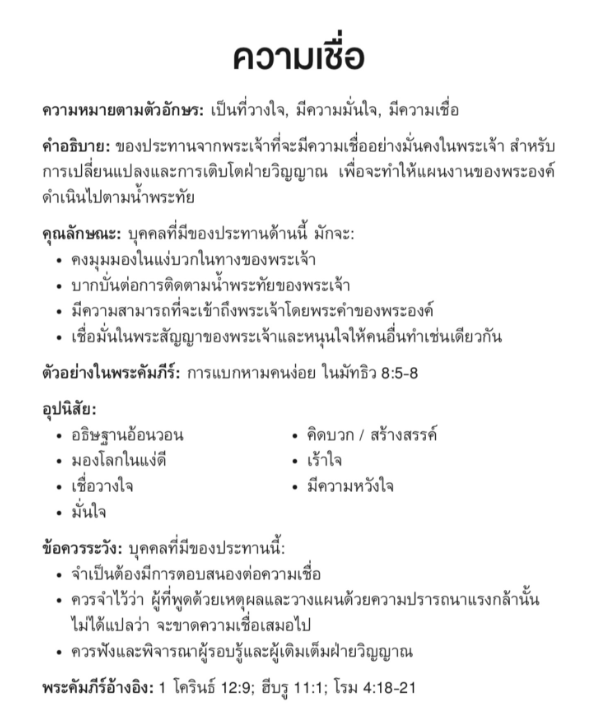 ความเชื่อ
ความหมายตามตัวอักษร: เป็นที่วางใจ, มีความมั่นใจ, มีความเชื่อ
คำอธิบาย: ของประทานจากพระเจ้าที่จะมีความเชื่ออย่างมั่นคงในพระเจ้า สำหรับ
การเปลี่ยนแปลงและการเติบโตฝ่ายวิญญาณ เพื่อจะทำให้แผนงานของพระองค์
ดำเนินไปตามน้ำพระทัย
คุณลักษณะ: บุคคลที่มีของประทานด้านนี้ มักจะ:
• คงมุมมองในแง่บวกในทางของพระเจ้า
• บากบั่นต่อการติดตามน้ำพระทัยของพระเจ้า
• มีความสามารถที่จะเข้าถึงพระเจ้าโดยพระคำของพระองค์
• เชื่อมั่นในพระสัญญาของพระเจ้าและหนุนใจให้คนอื่นทำเช่นเดียวกัน
ตัวอย่างในพระคัมภีร์: การแบกหามคนง่อย ในมัทธิว 8:5-8
อุปนิสัย:
• อธิษฐานอ้อนวอน
• มองโลกในแง่ดี
• เชื่อวางใจ
• มั่นใจ
• คิดบวก / สร้างสรรค์
• เร้าใจ
• มีความหวังใจ
ข้อควรระวัง: บุคคลที่มีของประทานนี้:
• จำเป็นต้องมีการตอบสนองต่อความเชื่อ
• ควรจำไว้ว่า ผู้ที่พูดด้วยเหตุผลและวางแผนด้วยความปรารถนาแรงกล้านั้น
ไม่ได้แปลว่า จะขาดความเชื่อเสมอไป
• ควรฟังและพิจารณาผู้รอบรู้และผู้เติมเต็มฝ่ายวิญญาณ
พระคัมภีร์อ้างอิง: 1 โครินธ์ 12:9; ฮีบรู 11:1; โรม 4:18-21